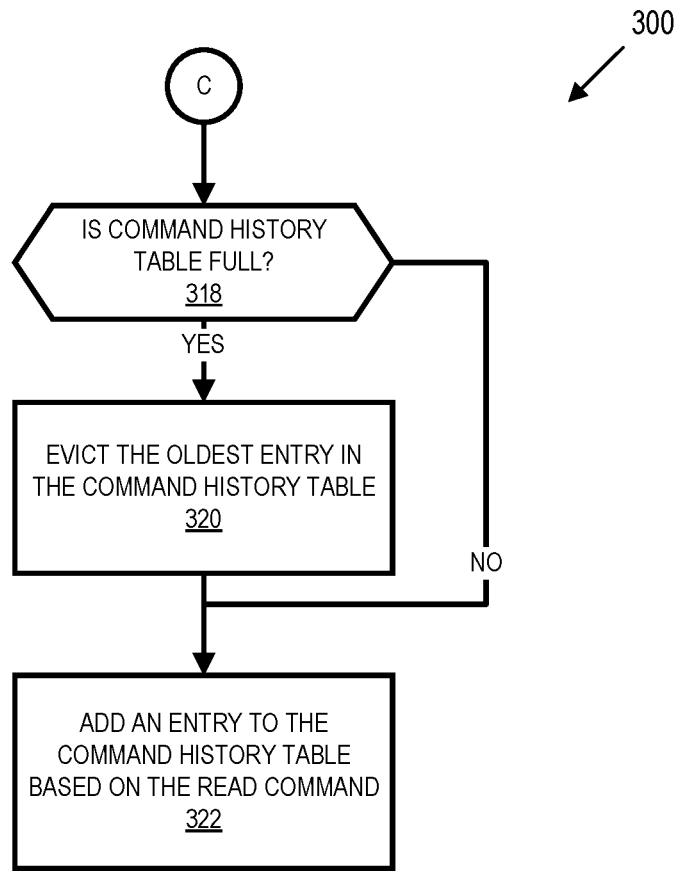 300
C
IS COMMAND HISTORY
TABLE FULL?
318
YES
EVICT THE OLDEST ENTRY IN
THE COMMAND HISTORY TABLE
320
NO
ADD AN ENTRY TO THE
COMMAND HISTORY TABLE
BASED ON THE READ COMMAND
322